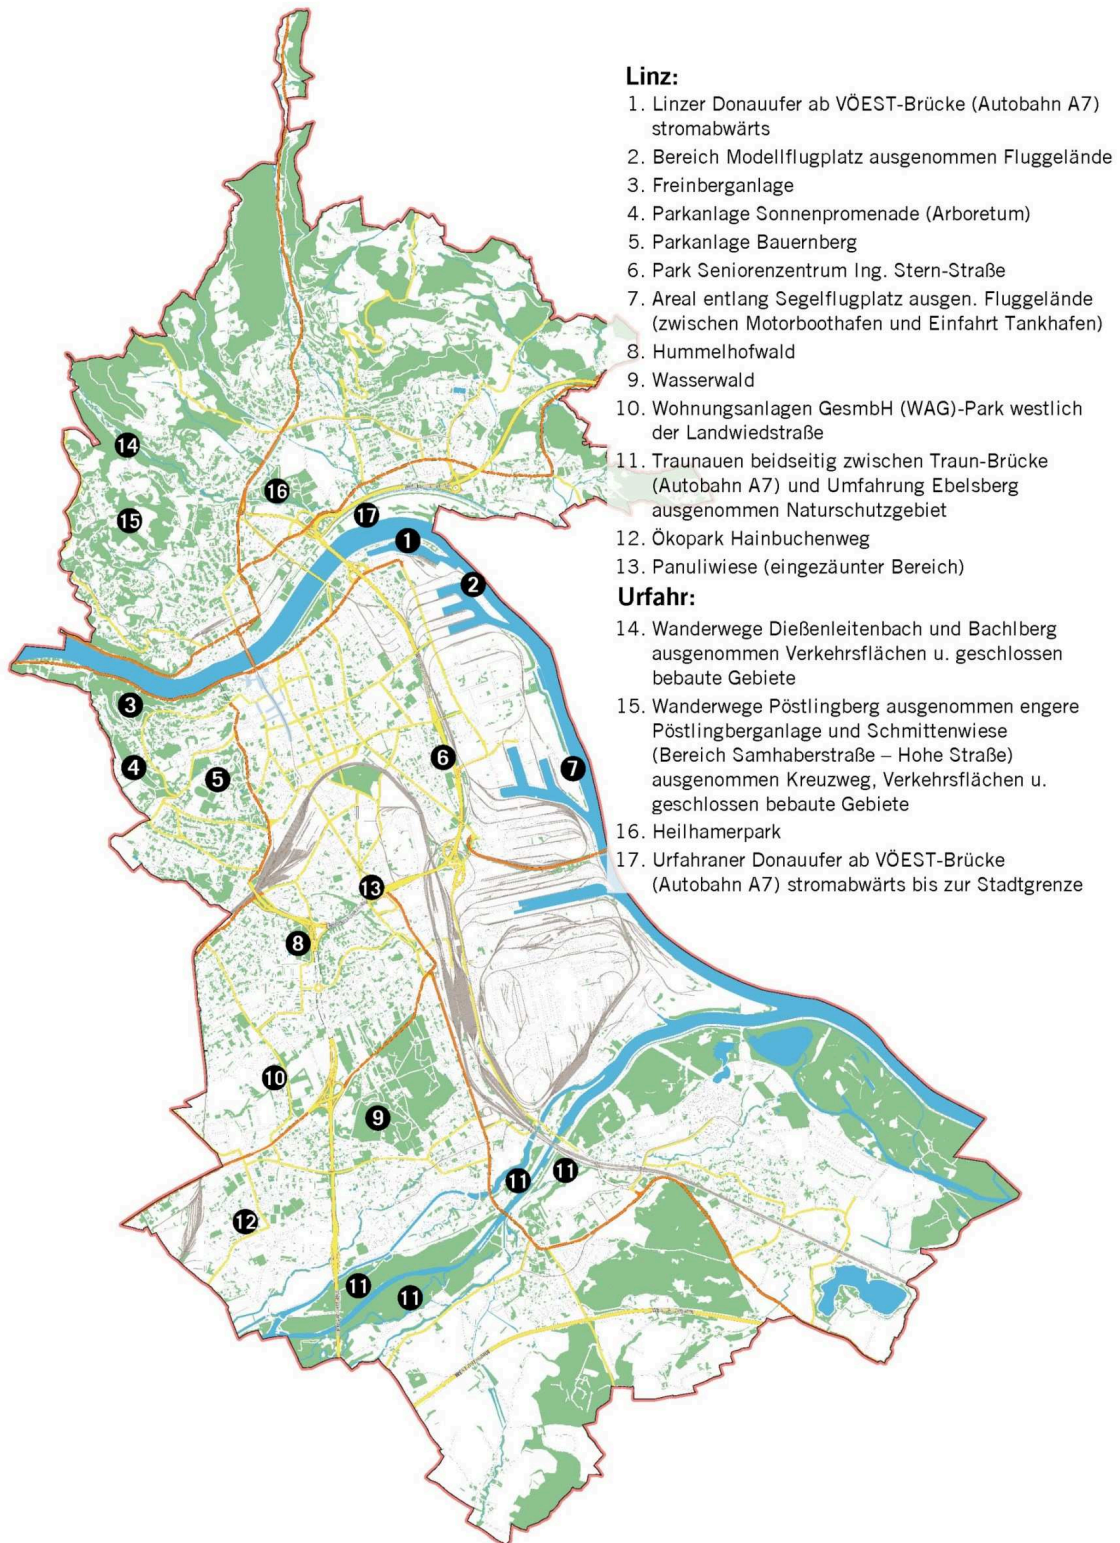 Linz:
1. Linzer Donauufer ab VÖEST-Brücke (Autobahn A7)
stromabwärts
2. Bereich Modellflugplatz ausgenommen Fluggelände
3. Freinberganlage
4. Parkanlage Sonnenpromenade (Arboretum)
5. Parkanlage Bauernberg
6. Park Seniorenzentrum Ing. Stern-Straße
7. Areal entlang Segelflugplatz ausgen. Fluggelände
(zwischen Motorboothafen und Einfahrt Tankhafen)
8. Hummelhofwald
9. Wasserwald
10. Wohnungsanlagen GesmbH (WAG)-Park westlich
der Landwiedstraße
11. Traunauen beidseitig zwischen Traun-Brücke
(Autobahn A7) und Umfahrung Ebelsberg
ausgenommen Naturschutzgebiet
12. Ökopark Hainbuchenweg
13. Panuliwiese (eingezäunter Bereich)
Urfahr:
14. Wanderwege Dießenleitenbach und Bachlberg
ausgenommen Verkehrsflächen u. geschlossen
bebaute Gebiete
15. Wanderwege Pöstlingberg ausgenommen engere
Pöstlingberganlage und Schmittenwiese
(Bereich Samhaberstraße – Hohe Straße)
ausgenommen Kreuzweg, Verkehrsflächen u.
geschlossen bebaute Gebiete
16. Heilhamerpark
17. Urfahraner Donauufer ab VÖEST-Brücke
(Autobahn A7) stromabwärts bis zur Stadtgrenze
14
16
15
17
1
2
3
4
5
6
7
13
8
10
9
11
11
12
11
11